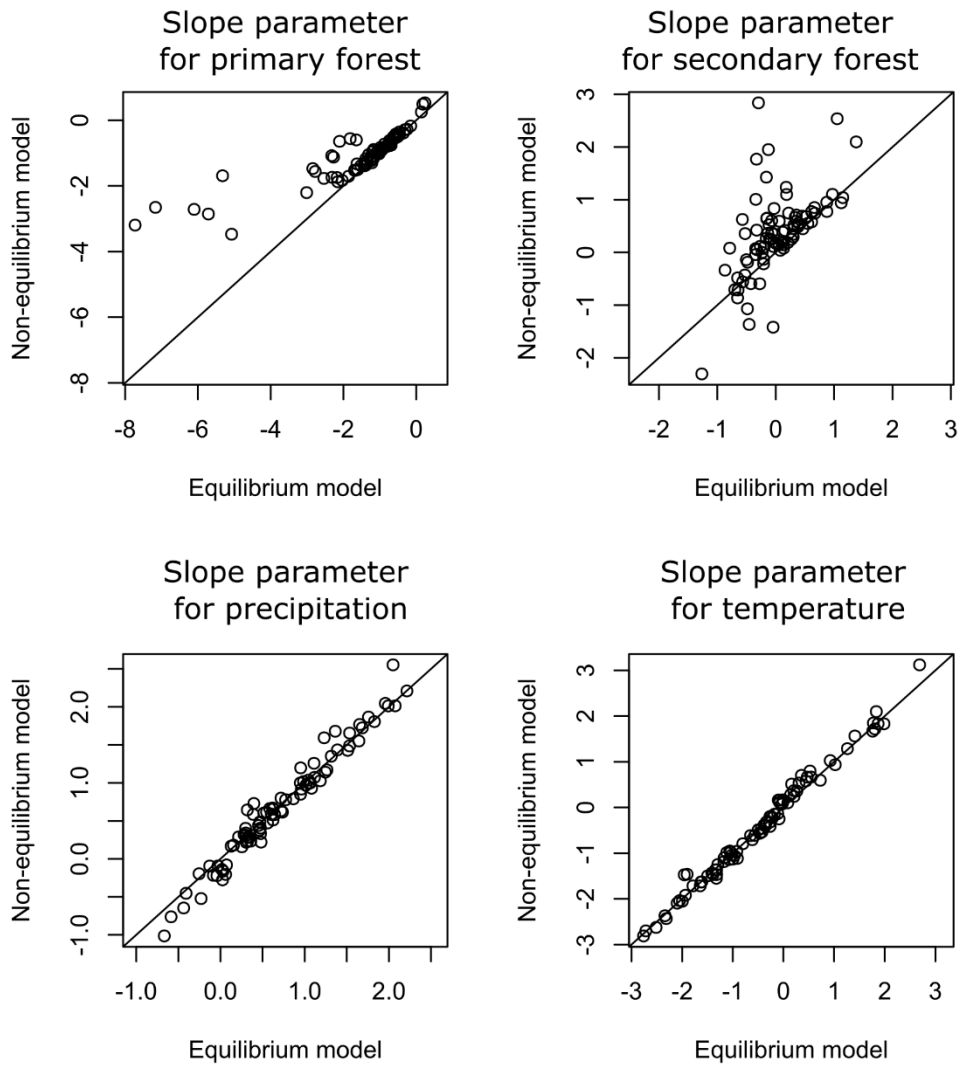 Slope parameter
for primary forest
Non-equilibrium model
0
-2
-4
-6
-8
-8
-6
-4
-2
0
Equilibrium model
Slope parameter
for secondary forest
Non-equilibrium model
3
2
1
0
-1
-2
-2
-1
0
1
2
3
Equilibrium model
Slope parameter
for precipitation
Non-equilibrium model
2.0
1.0
0.0
-1.0
-1.0
0.0
1.0
2.0
Equilibrium model
Slope parameter
for temperature
Non-equilibrium model
3
2
1
0
-1
-2
-3
-3
-2
-1
0
1
2
3
Equilibrium model